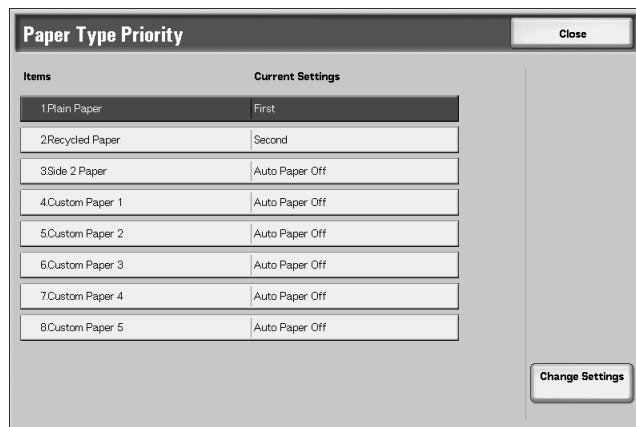 Paper Type Priority
Close
Items Current Settings
1.Plain Paper First
2.Recycled Paper Second
3.Side 2 Paper Auto Paper Off
4.Custom Paper 1 Auto Paper Off
5.Custom Paper 2 Auto Paper Off
6.Custom Paper 3 Auto Paper Off
7.Custom Paper 4 Auto Paper Off
8.Custom Paper 5 Auto Paper Off
Change Settings